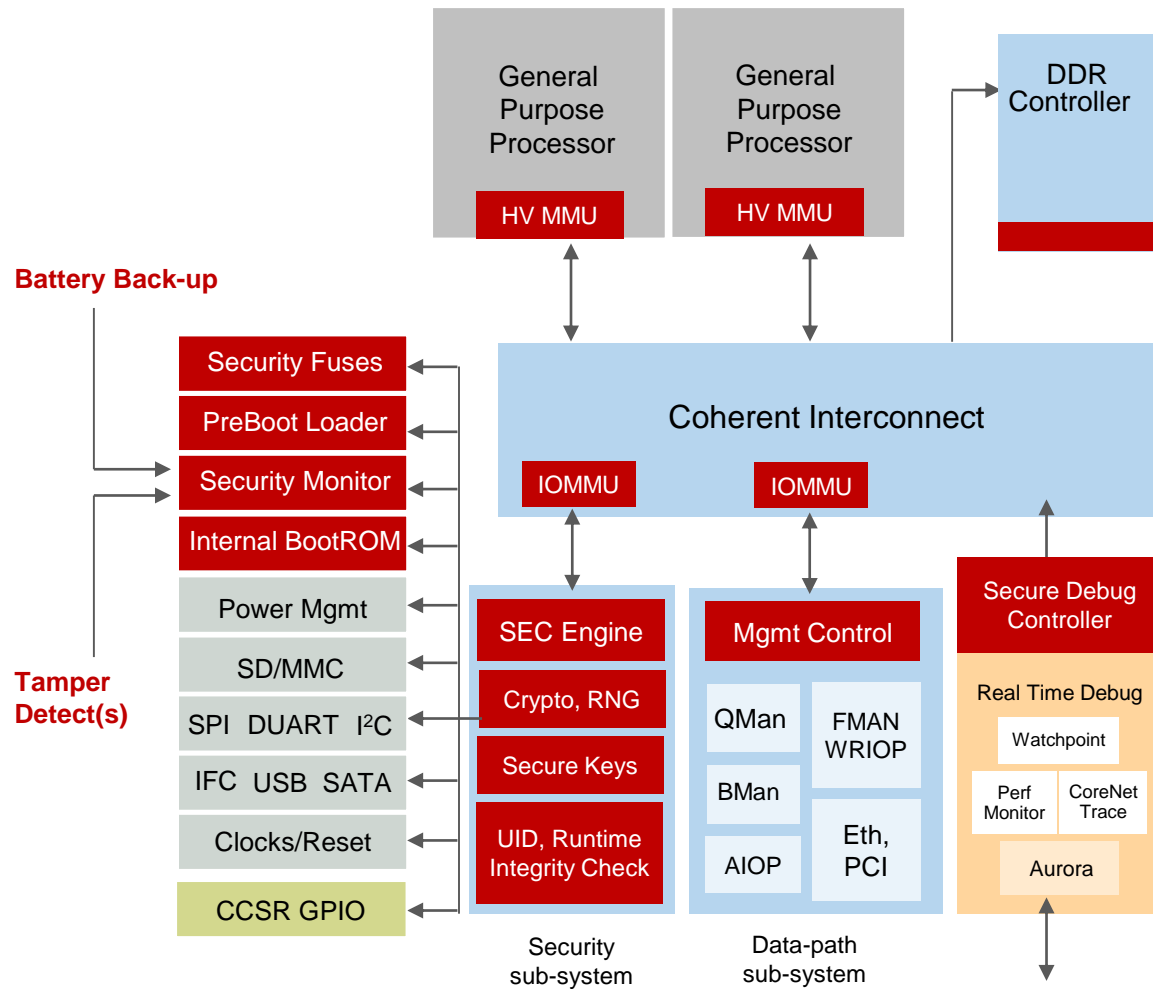 General
Purpose
Processor
HV MMU
General
Purpose
Processor
HV MMU
DDR
Controller
Battery Back-up
Tamper
Detect(s)
Security Fuses
PreBoot Loader
Security Monitor
Internal BootROM
Power Mgmt
SD/MMC
SPI DUART I²C
IFC USB SATA
Clocks/Reset
CCSR GPIO
Coherent Interconnect
IOMMU
IOMMU
SEC Engine
Crypto, RNG
Secure Keys
UID, Runtime
Integrity Check
Security
sub-system
Mgmt Control
QMan
BMan
AIOP
FMAN
WRIOP
Eth,
PCI
Data-path
sub-system
Secure Debug
Controller
Real Time Debug
Watchpoint
Perf
Monitor
CoreNet
Trace
Aurora